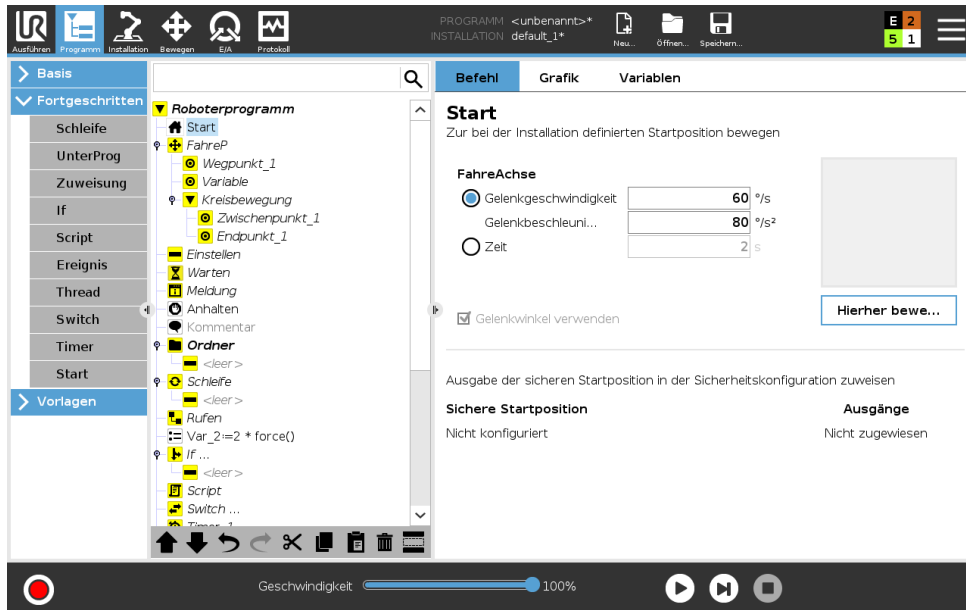 PROGRAMM <unbenannt>*
INSTALLATION default_1*
Ausführen Programm Installation Bewegen E/A Protokoll
Neu... Öffnen... Speichern...
E 2
5 1
Basis
Fortgeschritten
Schleife
UnterProg
Zuweisung
If
Script
Ereignis
Thread
Switch
Timer
Start
Vorlagen
Roboterprogramm
Start
FahreP
Wegpunkt_1
Variable
Kreisbewegung
Zwischenpunkt_1
Endpunkt_1
Einstellen
Warten
Meldung
Anhalten
Kommentar
Ordner
<leer>
Schleife
<leer>
Rufen
Var_2:=2 * force()
If ...
<leer>
Script
Switch ...
Timer_1
Befehl Grafik Variablen
Start
Zur bei der Installation definierten Startposition bewegen
FahreAchse
Gelenkgeschwindigkeit 60 °/s
Gelenkbeschleuni... 80 °/s²
Zeit 2 s
Hierher bewe...
Gelenkwinkel verwenden
Ausgabe der sicheren Startposition in der Sicherheitskonfiguration zuweisen
Sichere Startposition Ausgänge
Nicht konfiguriert Nicht zugewiesen
Geschwindigkeit 100%